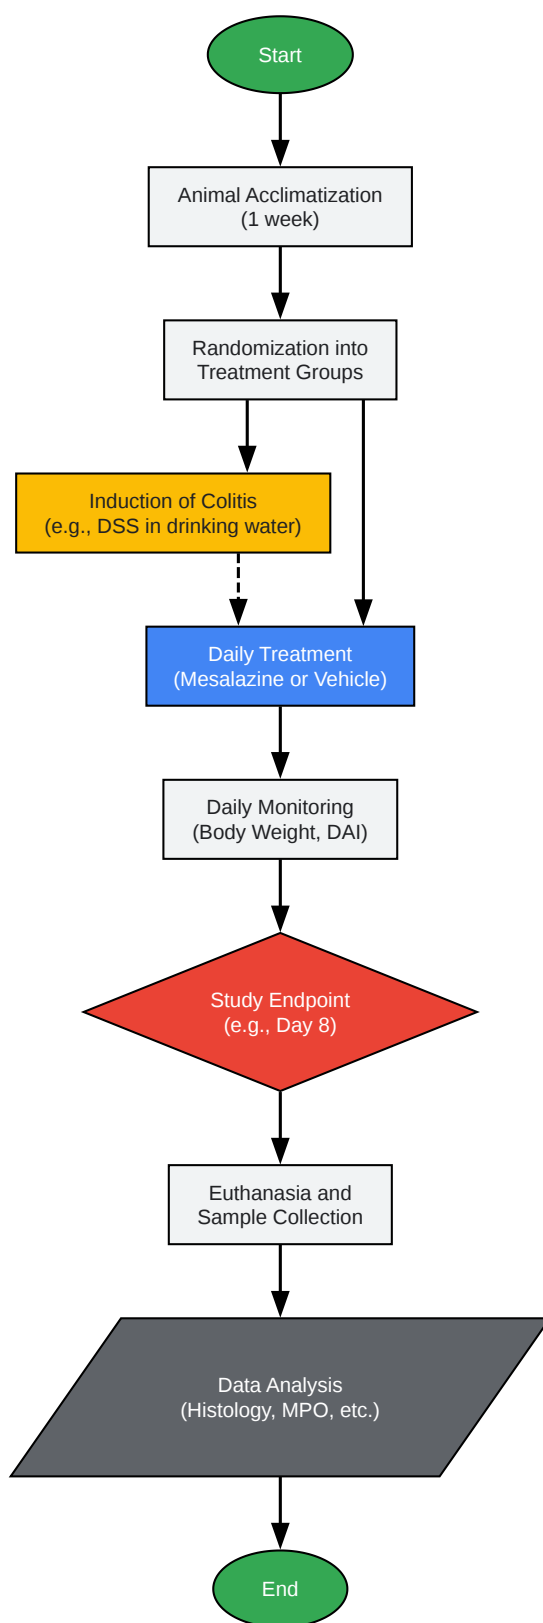 Start
Animal Acclimatization
(1 week)
Randomization into
Treatment Groups
Induction of Colitis
(e.g., DSS in drinking water)
Daily Treatment
(Mesalazine or Vehicle)
Daily Monitoring
(Body Weight, DAI)
Study Endpoint
(e.g., Day 8)
Euthanasia and
Sample Collection
Data Analysis
(Histology, MPO, etc.)
End